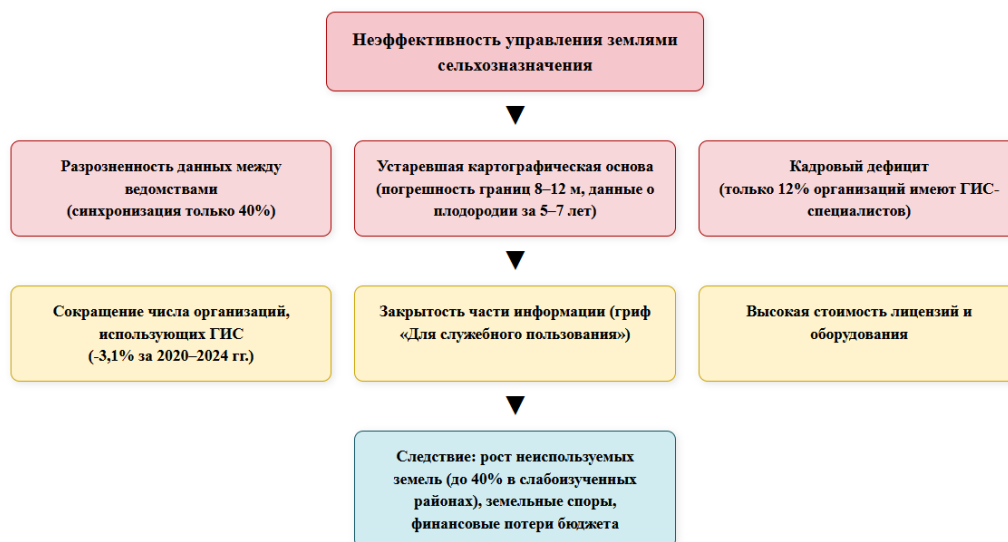 Неэффективность управления землями
сельхозназначения
Разрозненность данных между
ведомствами
(синхронизация только 40%)
Устаревшая картографическая основа
(погрешность границ 8–12 м, данные о
плодородии за 5–7 лет)
Кадровый дефицит
(только 12% организаций имеют ГИС-
специалистов)
Сокращение числа организаций,
использующих ГИС
(-3,1% за 2020–2024 гг.)
Закрытость части информации (гриф
«Для служебного пользования»)
Высокая стоимость лицензий и
оборудования
Следствие: рост неиспользуемых
земель (до 40% в слабоизученных
районах), земельные споры,
финансовые потери бюджета